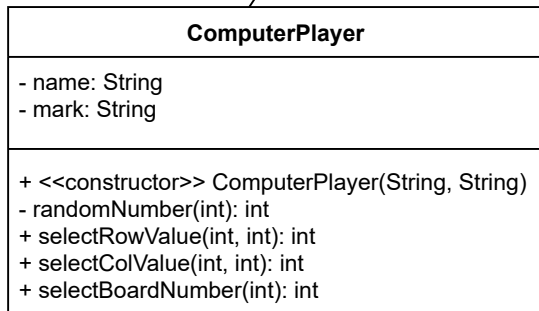 ComputerPlayer
- name: String
- mark: String
+ <<constructor>> ComputerPlayer(String, String)
- randomNumber(int): int
+ selectRowValue(int, int): int
+ selectColValue(int, int): int
+ selectBoardNumber(int): int